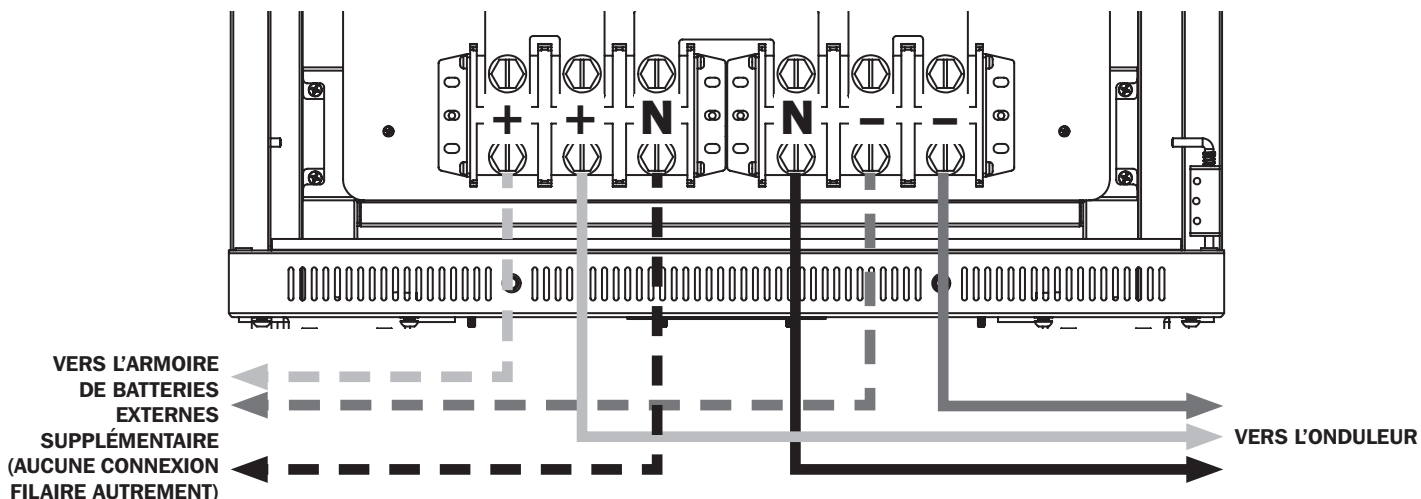 + + N N – –
VERS L’ARMOIRE
DE BATTERIES
EXTERNES
SUPPLÉMENTAIRE
(AUCUNE CONNEXION
FILAIRE AUTREMENT)
VERS L’ONDULEUR